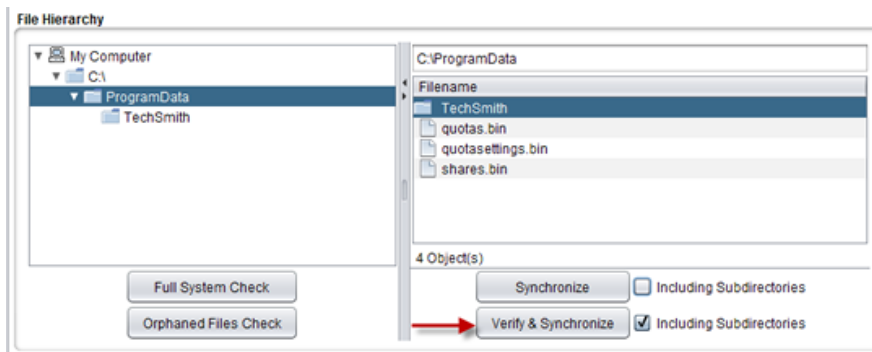 File Hierarchy
My Computer
C:\
ProgramData
TechSmith
Full System Check
Orphaned Files Check
C:\ProgramData
Filename
TechSmith
quotas.bin
quotasettings.bin
shares.bin
4 Object(s)
Synchronize Including Subdirectories
Verify & Synchronize Including Subdirectories